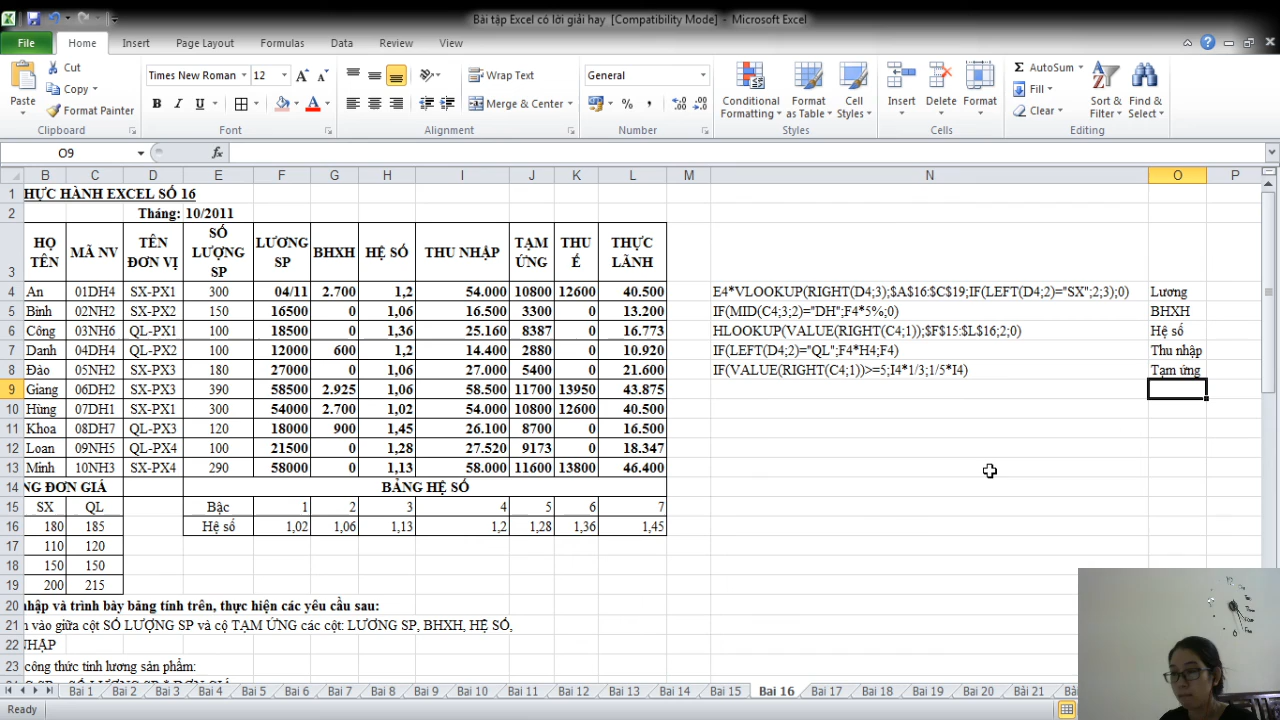 Bài tập Excel có lời giải hay [Compatibility Mode] - Microsoft Excel
File Home Insert Page Layout Formulas Data Review View
Paste Cut Copy Format Painter Clipboard
Times New Roman 12 Font
Wrap Text Merge & Center Alignment
General Number
Conditional Formatting Format as Table Cell Styles Styles
Insert Delete Format Cells
AutoSum Fill Clear Sort & Filter Find & Select Editing
O9 fx
B C D E F G H I J K L M N O P
1 HỰC HÀNH EXCEL SỐ 16
2 Tháng: 10/2011
3 HỌ TÊN MÃ NV TÊN ĐƠN VỊ SỐ LƯỢNG SP LƯƠNG SP BHXH HỆ SỐ THU NHẬP TẠM ỨNG THU Ế THỰC LÃNH
4 An 01DH4 SX-PX1 300 04/11 2.700 1,2 54.000 10800 12600 40.500 E4*VLOOKUP(RIGHT(D4;3);$A$16:$C$19;IF(LEFT(D4;2)="SX";2;3);0) Lương
5 Bình 02NH2 SX-PX2 150 16500 0 1,06 16.500 3300 0 13.200 IF(MID(C4;3;2)="DH";F4*5%;0) BHXH
6 Công 03NH6 QL-PX1 100 18500 0 1,36 25.160 8387 0 16.773 HLOOKUP(VALUE(RIGHT(C4;1));$F$15:$L$16;2;0) Hệ số
7 Danh 04DH4 QL-PX2 100 12000 600 1,2 14.400 2880 0 10.920 IF(LEFT(D4;2)="QL";F4*H4;F4) Thu nhập
8 Đào 05NH2 SX-PX3 180 27000 0 1,06 27.000 5400 0 21.600 IF(VALUE(RIGHT(C4;1))>=5;I4*1/3;1/5*I4) Tạm ứng
9 Giang 06DH2 SX-PX3 390 58500 2.925 1,06 58.500 11700 13950 43.875
10 Hùng 07DH1 SX-PX1 300 54000 2.700 1,02 54.000 10800 12600 40.500
11 Khoa 08DH7 QL-PX3 120 18000 900 1,45 26.100 8700 0 16.500
12 Loan 09NH5 QL-PX4 100 21500 0 1,28 27.520 9173 0 18.347
13 Minh 10NH3 SX-PX4 290 58000 0 1,13 58.000 11600 13800 46.400
14 NG ĐƠN GIÁ BẢNG HỆ SỐ
15 SX QL Bậc 1 2 3 4 5 6 7
16 180 185 Hệ số 1,02 1,06 1,13 1,2 1,28 1,36 1,45
17 110 120
18 150 150
19 200 215
20 nhập và trình bày bảng tính trên, thực hiện các yêu cầu sau:
21 n vào giữa cột SỐ LƯỢNG SP và cộ TẠM ỨNG các cột: LƯƠNG SP, BHXH, HỆ SỐ,
22 NHẬP
23 công thức tính lương sản phẩm:
Bai 1 Bai 2 Bai 3 Bai 4 Bai 5 Bai 6 Bai 7 Bai 8 Bai 9 Bai 10 Bai 11 Bai 12 Bai 13 Bai 14 Bai 15 Bai 16 Bai 17 Bai 18 Bai 19 Bai 20 Bài 21
Ready